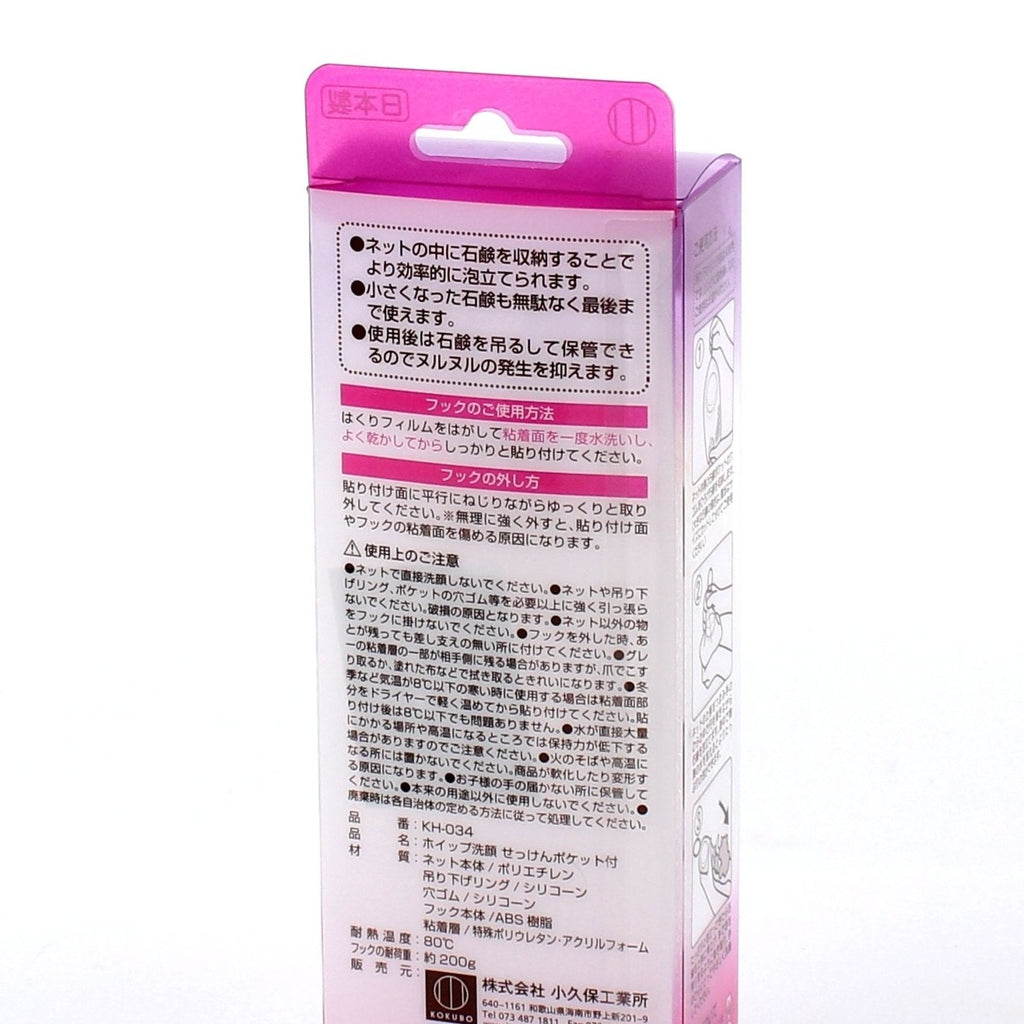 日本製
●ネットの中に石鹸を収納することで
より効率的に泡立てられます。
●小さくなった石鹸も無駄なく最後ま
で使えます。
●使用後は石鹸を吊るして保管でき
るのでヌルヌルの発生を抑えます。
フックのご使用方法
はくりフィルムをはがして粘着面を一度水洗いし、
よく乾かしてからしっかりと貼り付けてください。
フックの外し方
貼り付け面に平行にねじりながらゆっくりと取り
外してください。※無理に強く外すと、貼り付け面
やフックの粘着面を傷める原因になります。
⚠使用上のご注意
●ネットで直接洗顔しないでください。●ネットや吊り下
げリング、ポケットの穴ゴム等を必要以上に強く引っ張ら
ないでください。破損の原因となります。●ネット以外の物
をフックに掛けないでください。●フックを外した時、あ
とが残っても差し支えの無い所に付けてください。●グレ
ーの粘着層の一部が相手側に残る場合がありますが、爪でこす
り取るか、塗れた布などで拭き取るときれいになります。●冬
季など気温が8℃以下の寒い時に使用する場合は粘着面部
分をドライヤーで軽く温めてから貼り付けてください。貼
り付け後は8℃以下でも問題ありません。●水が直接大量
にかかる場所や高温になるところでは保持力が低下する
場合がありますのでご注意ください。●火のそばや高温に
なる所には置かないでください。商品が軟化したり変形す
る原因になります。●お子様の手の届かない所に保管して
ください。●本来の用途以外に使用しないでください。●
廃棄時は各自治体の定める方法に従って処理してください。
品番:KH-034
品名:ホイップ洗顔 せっけんポケット付
材質:ネット本体/ポリエチレン
吊り下げリング/シリコーン
穴ゴム/シリコーン
フック本体/ABS樹脂
粘着層/特殊ポリウレタン・アクリルフォーム
耐熱温度:80℃
フックの耐荷重:約200g
販売元:
KOKUBO
株式会社 小久保工業所
640-1161 和歌山県海南市野上新201-9
Tel 073 487 1811
①
②
③